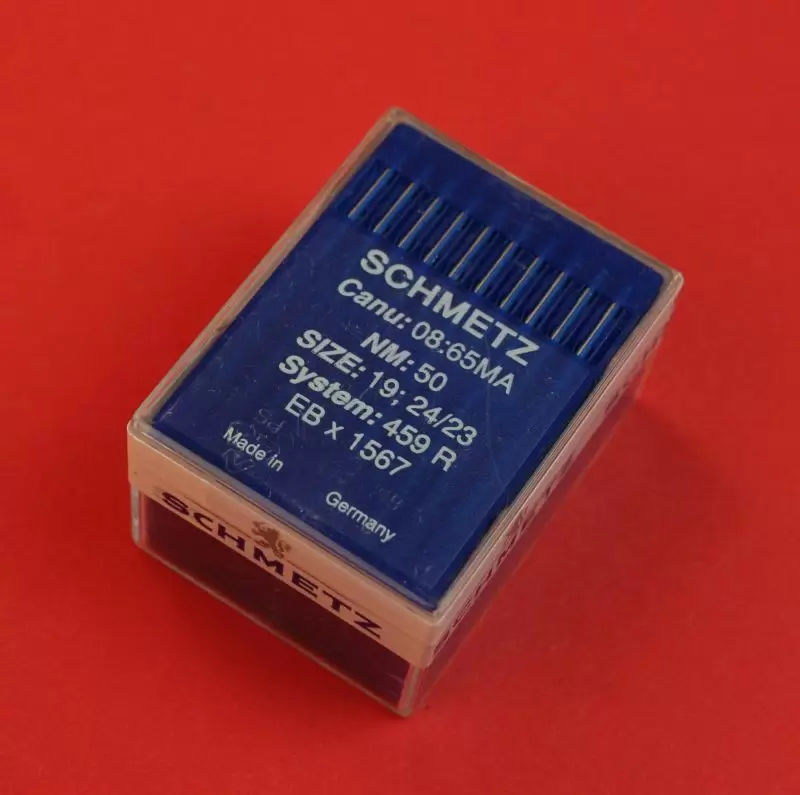 SCHMETZ
Canu: 08:65MA
NM: 50
SIZE: 19; 24/23
System: 459 R
EB x 1567
Made in Germany
SCHMETZ